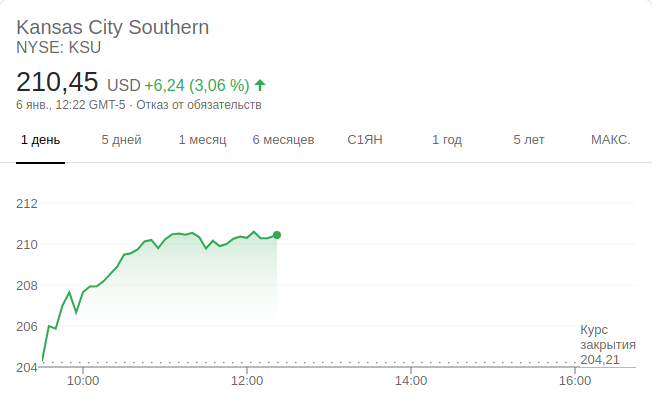 Kansas City Southern
NYSE: KSU
210,45 USD +6,24 (3,06 %)
6 янв., 12:22 GMT-5 · Отказ от обязательств
1 день 5 дней 1 месяц 6 месяцев С1ЯН 1 год 5 лет МАКС.
212
210
208
206
Курс
закрытия
204,21
204
10:00 12:00 14:00 16:00